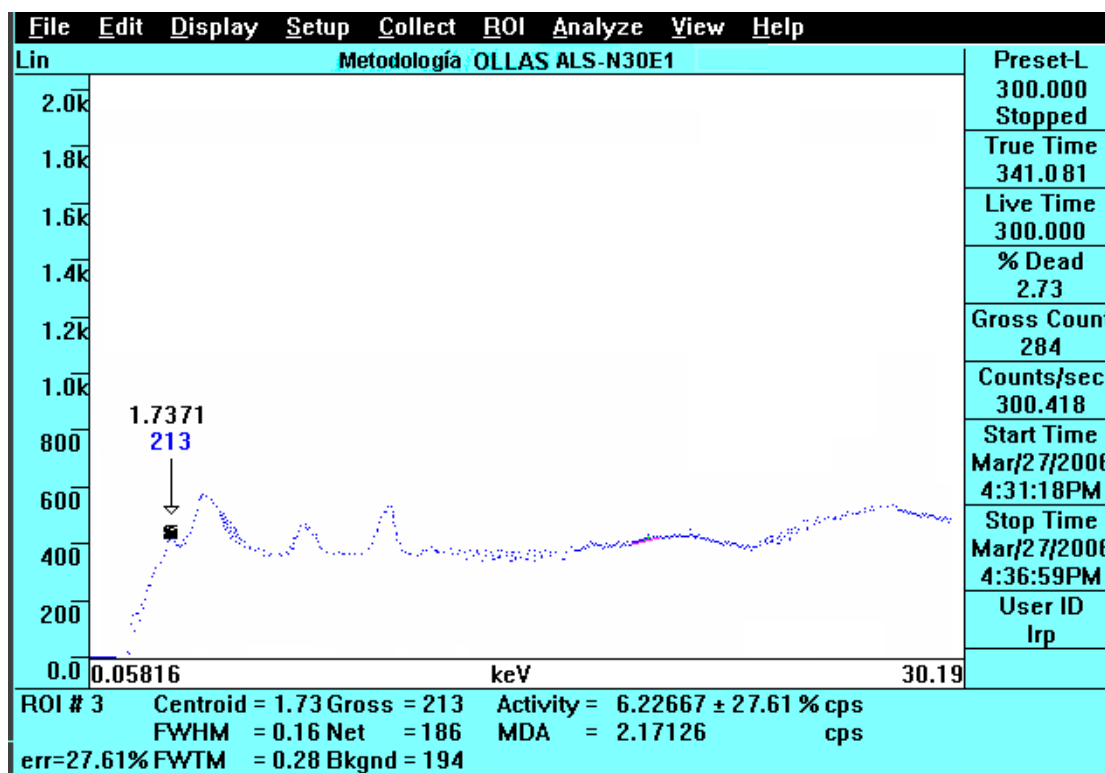 File Edit Display Setup Collect ROI Analyze View Help
Lin Metodología OLLAS ALS-N30E1
2.0k
1.8k
1.6k
1.4k
1.2k
1.0k
800
600
400
200
0.0
1.7371
213
0.05816 keV 30.19
Preset-L
300.000
Stopped
True Time
341.081
Live Time
300.000
% Dead
2.73
Gross Count
284
Counts/sec
300.418
Start Time
Mar/27/2006
4:31:18PM
Stop Time
Mar/27/2006
4:36:59PM
User ID
lrp
ROI # 3 Centroid = 1.73 Gross = 213 Activity = 6.22667 ± 27.61 % cps
FWHM = 0.16 Net = 186 MDA = 2.17126 cps
err=27.61% FWTM = 0.28 Bkgnd = 194